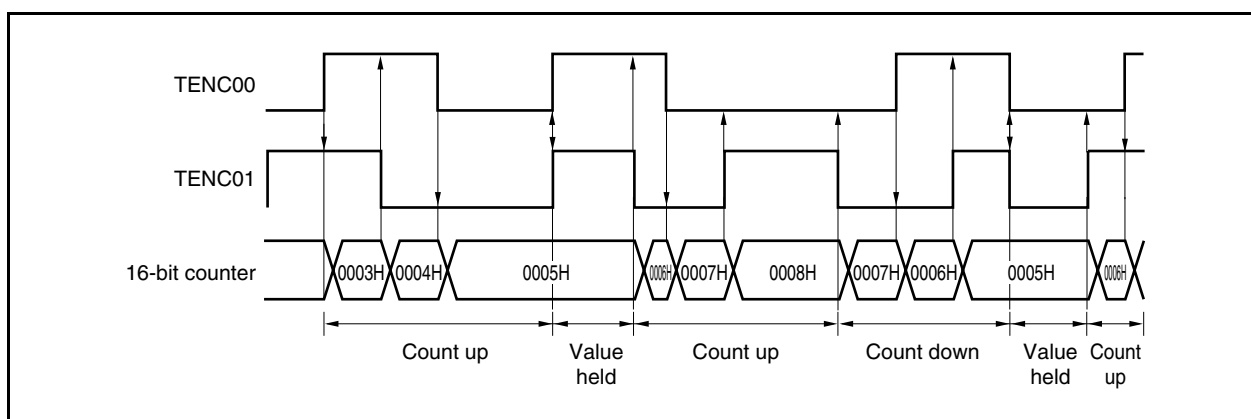 TENC00
TENC01
16-bit counter
0003H 0004H 0005H 0006H 0007H 0008H 0007H 0006H 0005H 0006H
Count up Value held Count up Count down Value held Count up